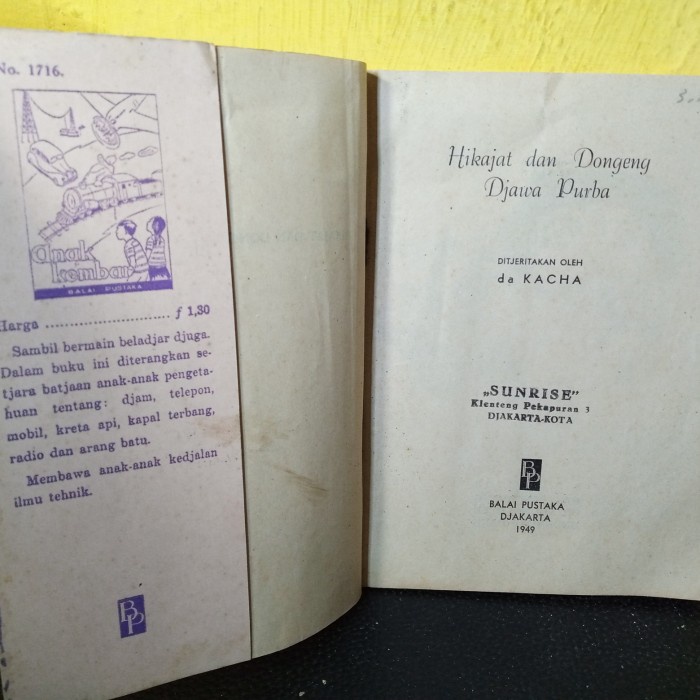 No. 1716.
anak
kembar
BALAI PUSTAKA
Harga ........................ f 1,30
Sambil bermain beladjar djuga.
Dalam buku ini diterangkan se-
tjara batjaan anak-anak pengeta-
huan tentang: djam, telepon,
mobil, kreta api, kapal terbang,
radio dan arang batu.
Membawa anak-anak kedjalan
ilmu tehnik.
BP
Hikajat dan Dongeng
Djawa Purba
DITJERITAKAN OLEH
da KACHA
„SUNRISE”
Klenteng Pekapuran 3
DJAKARTA-KOTA
BP
BALAI PUSTAKA
DJAKARTA
1949